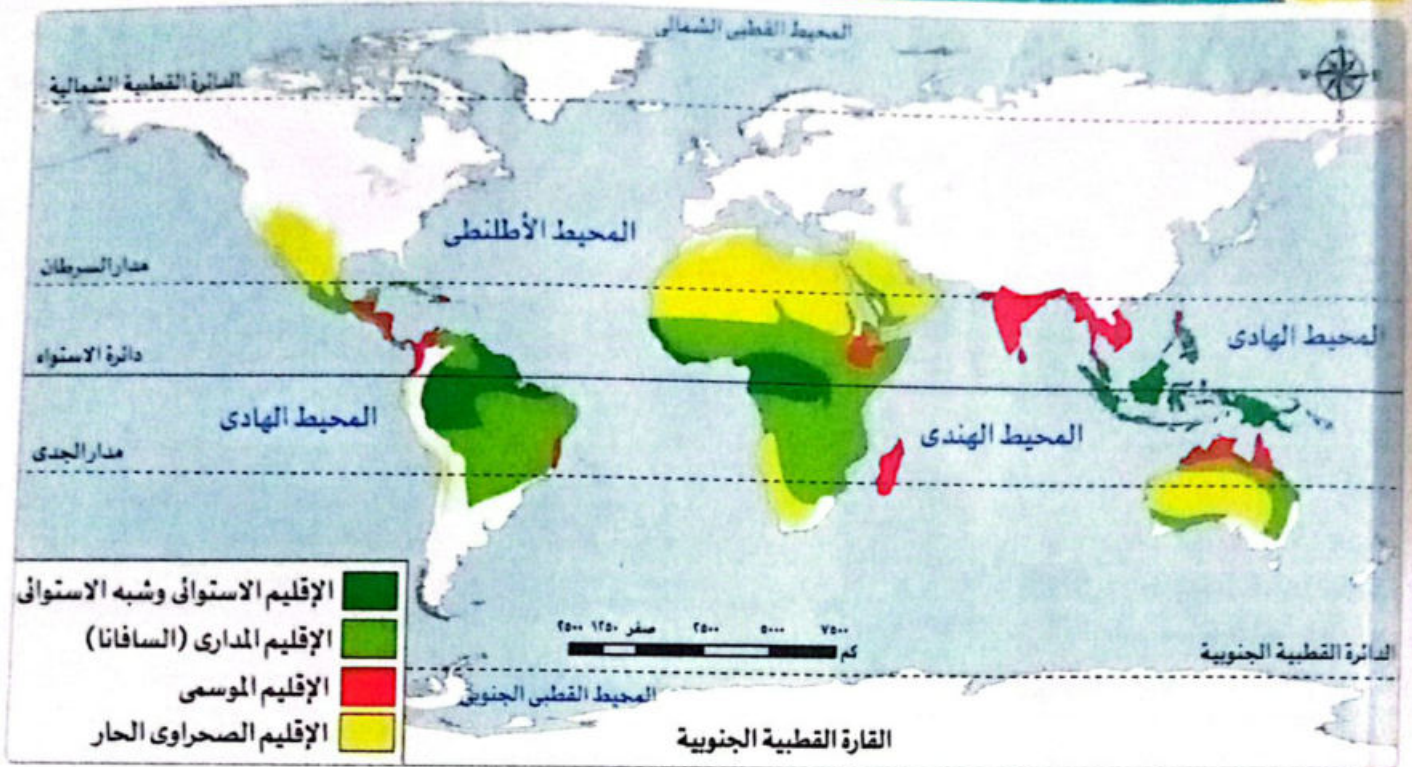 المحيط القطبى الشمالى
الدائرة القطبية الشمالية
المحيط الأطلنطى
مدار السرطان
المحيط الهادى
دائرة الاستواء
المحيط الهادى
المحيط الهندى
مدار الجدى
الإقليم الاستوائى وشبه الاستوائى
الإقليم المدارى (السافانا)
الإقليم الموسمى
الإقليم الصحراوى الحار
٢٥٠٠ ١٢٥٠ صفر ٢٥٠٠ ٥٠٠٠ ٧٥٠٠
كم
الدائرة القطبية الجنوبية
المحيط القطبى الجنوبى
القارة القطبية الجنوبية